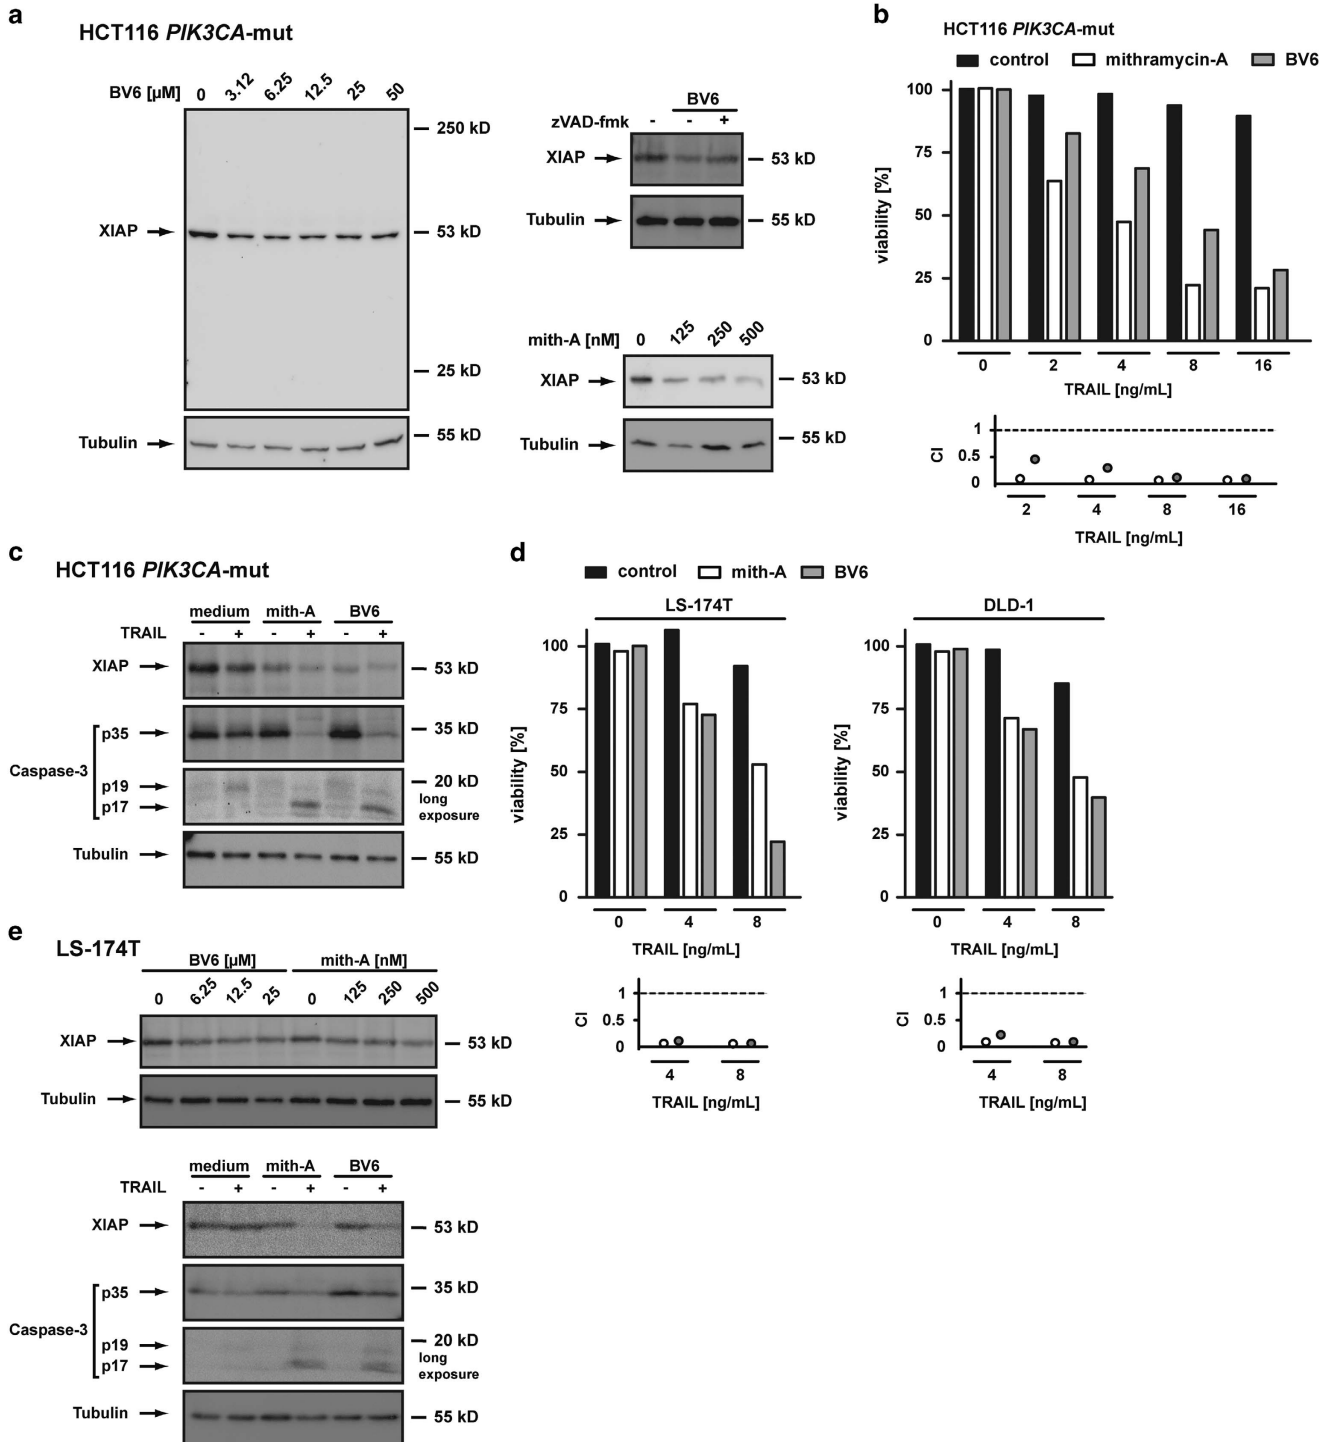 a
HCT116 PIK3CA-mut
BV6 [µM] 0 3.12 6.25 12.5 25 50
250 kD
XIAP 53 kD
25 kD
Tubulin 55 kD
BV6
zVAD-fmk - - +
XIAP 53 kD
Tubulin 55 kD
mith-A [nM] 0 125 250 500
XIAP 53 kD
Tubulin 55 kD
b
HCT116 PIK3CA-mut
control mithramycin-A BV6
viability [%]
100
75
50
25
0
0 2 4 8 16
TRAIL [ng/mL]
CI
1
0.5
0
2 4 8 16
TRAIL [ng/mL]
c
HCT116 PIK3CA-mut
medium mith-A BV6
TRAIL - + - + - +
XIAP 53 kD
Caspase-3
p35 35 kD
p19 20 kD
p17 long
exposure
Tubulin 55 kD
d
control mith-A BV6
LS-174T
viability [%]
100
75
50
25
0
0 4 8
TRAIL [ng/mL]
CI
1
0.5
0
4 8
TRAIL [ng/mL]
DLD-1
viability [%]
100
75
50
25
0
0 4 8
TRAIL [ng/mL]
CI
1
0.5
0
4 8
TRAIL [ng/mL]
e
LS-174T
BV6 [µM] mith-A [nM]
0 6.25 12.5 25 0 125 250 500
XIAP 53 kD
Tubulin 55 kD
medium mith-A BV6
TRAIL - + - + - +
XIAP 53 kD
Caspase-3
p35 35 kD
p19 20 kD
p17 long
exposure
Tubulin 55 kD